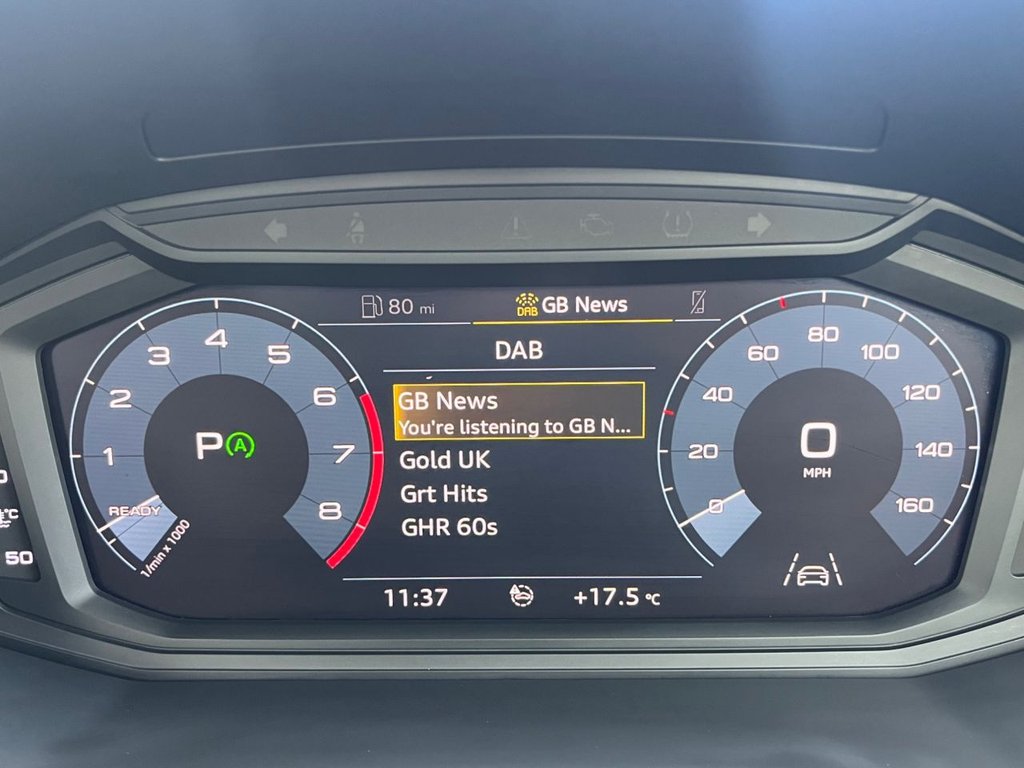 80 mi
DAB GB News
DAB
GB News
You're listening to GB N...
Gold UK
Grt Hits
GHR 60s
11:37
+17.5 °C
READY
1
2
3
4
5
6
7
8
1/min x 1000
P A
0
20
40
60
80
100
120
140
160
0
MPH
0
°C
50